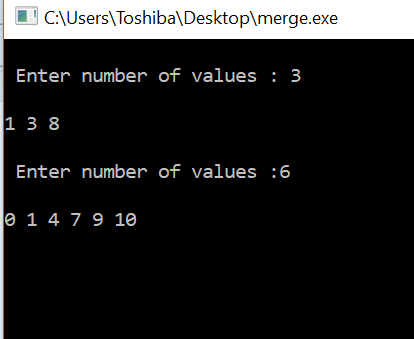 C:\Users\Toshiba\Desktop\merge.exe
Enter number of values : 3
1 3 8
Enter number of values :6
0 1 4 7 9 10